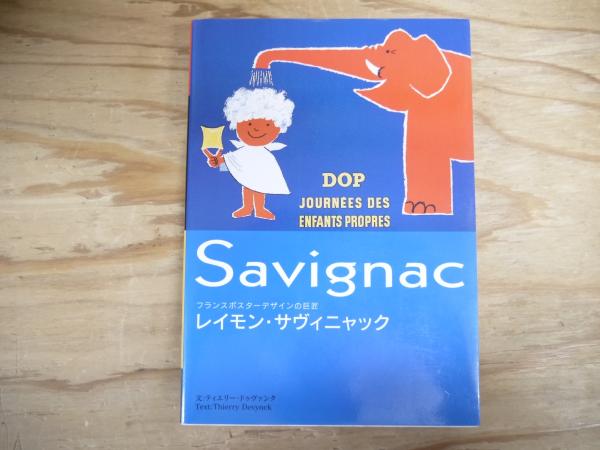 DOP
JOURNÉES DES
ENFANTS PROPRES
Savignac
フランスポスターデザインの巨匠
レイモン・サヴィニャック
文:ティエリー・ドゥヴァンク
Text:Thierry Devynck